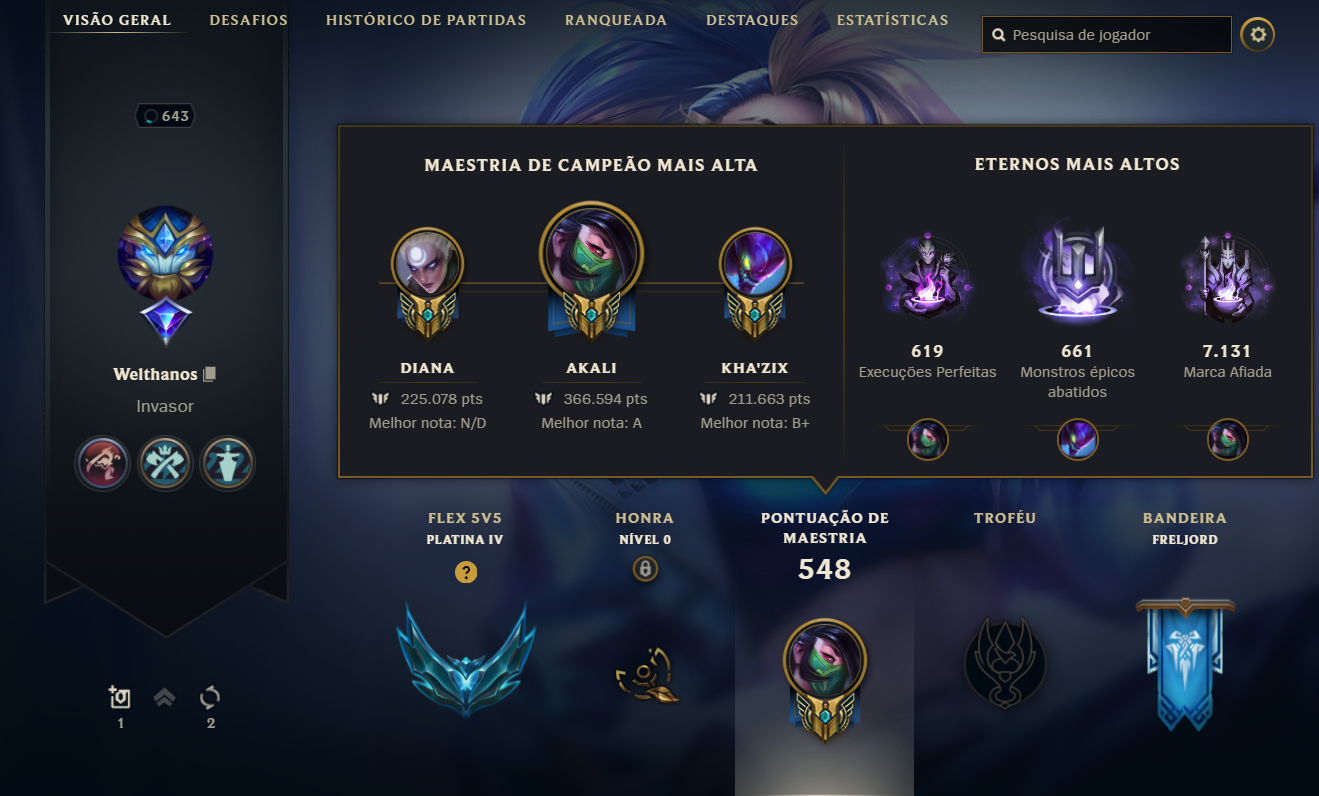 VISÃO GERAL
DESAFIOS
HISTÓRICO DE PARTIDAS
RANQUEADA
DESTAQUES
ESTATÍSTICAS
Pesquisa de jogador
643
Welthanos
Invasor
1
2
MAESTRIA DE CAMPEÃO MAIS ALTA
DIANA
225.078 pts
Melhor nota: N/D
AKALI
366.594 pts
Melhor nota: A
KHA'ZIX
211.663 pts
Melhor nota: B+
ETERNOS MAIS ALTOS
619
Execuções Perfeitas
661
Monstros épicos
abatidos
7.131
Marca Afiada
FLEX 5V5
PLATINA IV
?
HONRA
NÍVEL 0
PONTUAÇÃO DE
MAESTRIA
548
TROFÉU
BANDEIRA
FRELJORD